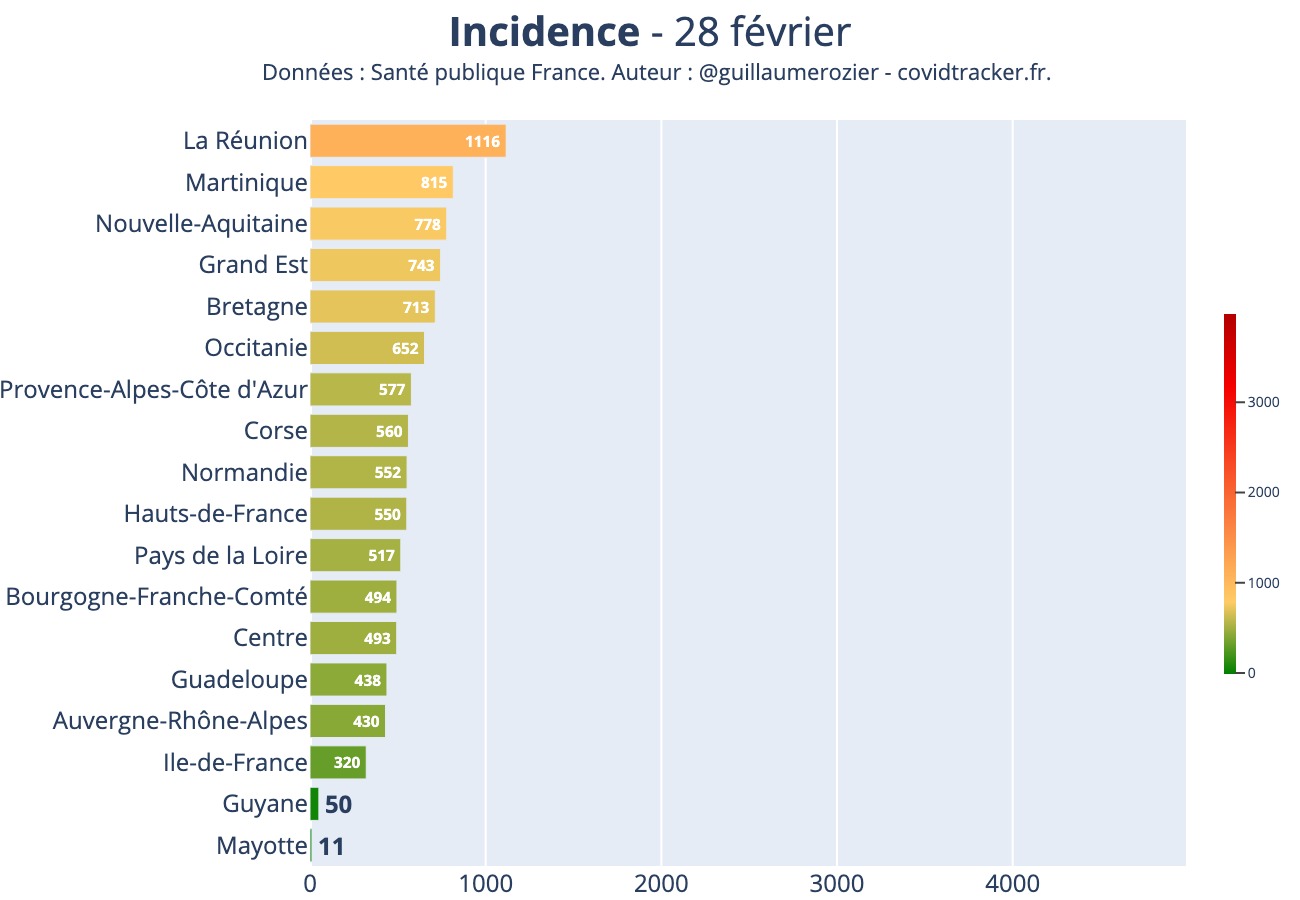 Incidence - 28 février
Données : Santé publique France. Auteur : @guillaumerozier - covidtracker.fr.
La Réunion 1116
Martinique 815
Nouvelle-Aquitaine 778
Grand Est 743
Bretagne 713
Occitanie 652
Provence-Alpes-Côte d'Azur 577
Corse 560
Normandie 552
Hauts-de-France 550
Pays de la Loire 517
Bourgogne-Franche-Comté 494
Centre 493
Guadeloupe 438
Auvergne-Rhône-Alpes 430
Ile-de-France 320
Guyane 50
Mayotte 11
0 1000 2000 3000 4000
3000
2000
1000
0